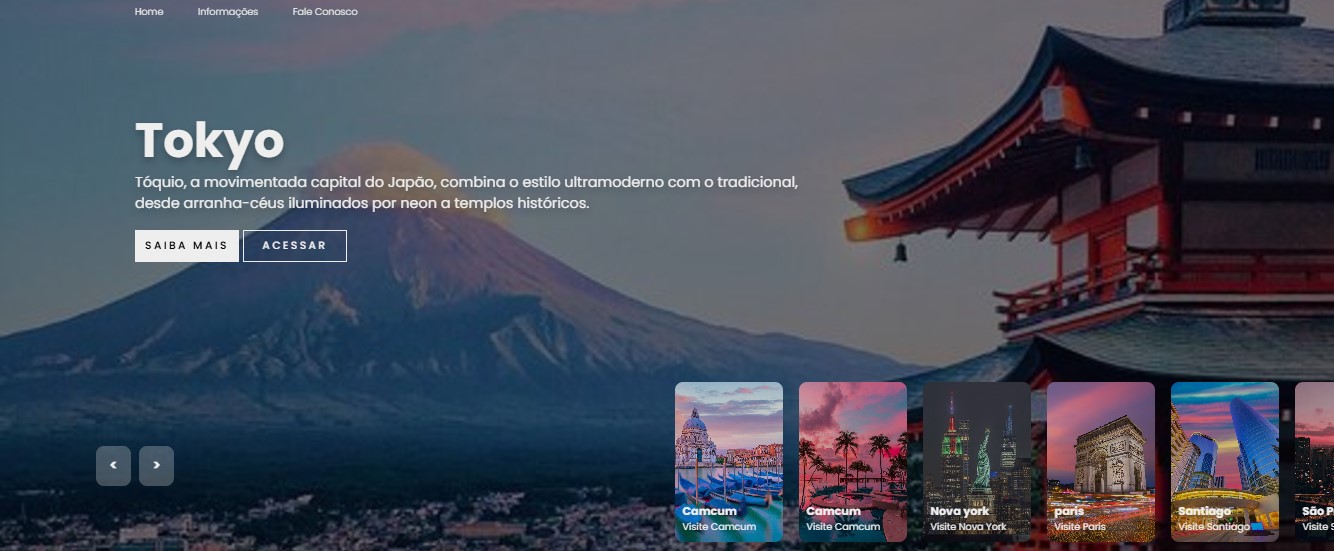 Home Informações Fale Conosco
Tokyo
Tóquio, a movimentada capital do Japão, combina o estilo ultramoderno com o tradicional,
desde arranha-céus iluminados por neon a templos históricos.
SAIBA MAIS ACESSAR
< >
Camcum
Visite Camcum
Camcum
Visite Camcum
Nova york
Visite Nova York
paris
Visite Paris
Santiago
Visite Santiago
São P
Visite S